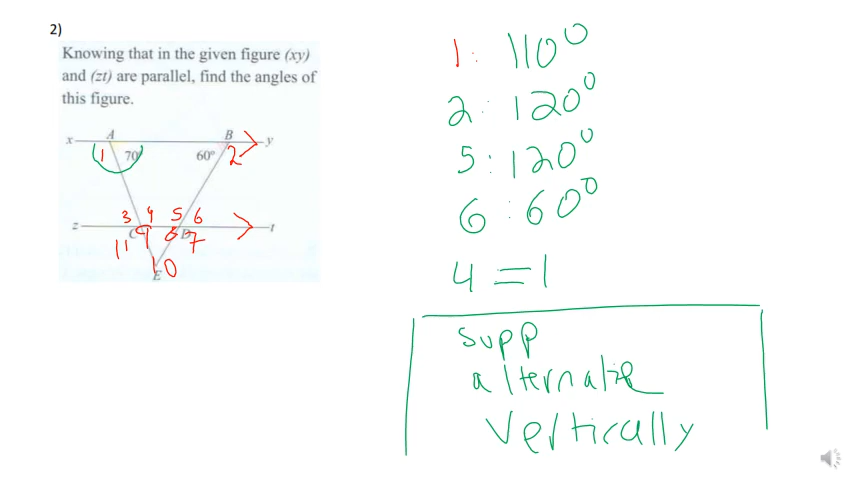 2)
Knowing that in the given figure (xy)
and (zt) are parallel, find the angles of
this figure.
x A B y
1 70° 60° 2
3 4 5 6
z C D t
11 9 8 7
10
E
1: 110°
2: 120°
5: 120°
6: 60°
4 = 1
supp
alternate
vertically